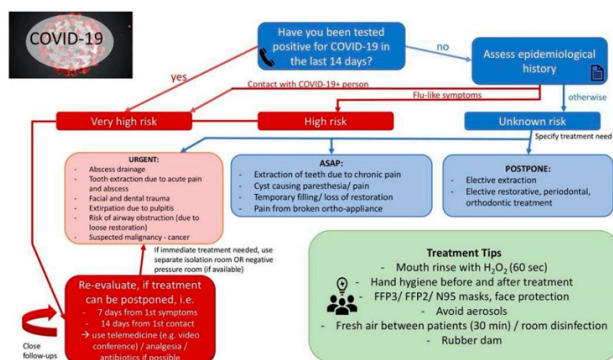 COVID-19
Have you been tested
positive for COVID-19 in
the last 14 days?
no
Assess epidemiological
history
yes
Contact with COVID-19+ person
Flu-like symptoms
otherwise
Very high risk
High risk
Unknown risk
Specify treatment need
URGENT:
- Abscess drainage
- Tooth extraction due to acute pain
and abscess
- Facial and dental trauma
- Extirpation due to pulpitis
- Risk of airway obstruction (due to
loose restoration)
- Suspected malignancy - cancer
ASAP:
- Extraction of teeth due to chronic pain
- Cyst causing paresthesia/ pain
- Temporary filling/ loss of restoration
- Pain from broken ortho-appliance
POSTPONE:
- Elective extraction
- Elective restorative, periodontal,
orthodontic treatment
If immediate treatment needed, use
separate isolation room OR negative
pressure room (if available)
Re-evaluate, if treatment
can be postponed, i.e.
- 7 days from 1st symptoms
- 14 days from 1st contact
→ use telemedicine (e.g. video
conference) / analgesia /
antibiotics if possible
Close
follow-ups
Treatment Tips
- Mouth rinse with H₂O₂ (60 sec)
- Hand hygiene before and after treatment
- FFP3/ FFP2/ N95 masks, face protection
- Avoid aerosols
- Fresh air between patients (30 min) / room disinfection
- Rubber dam